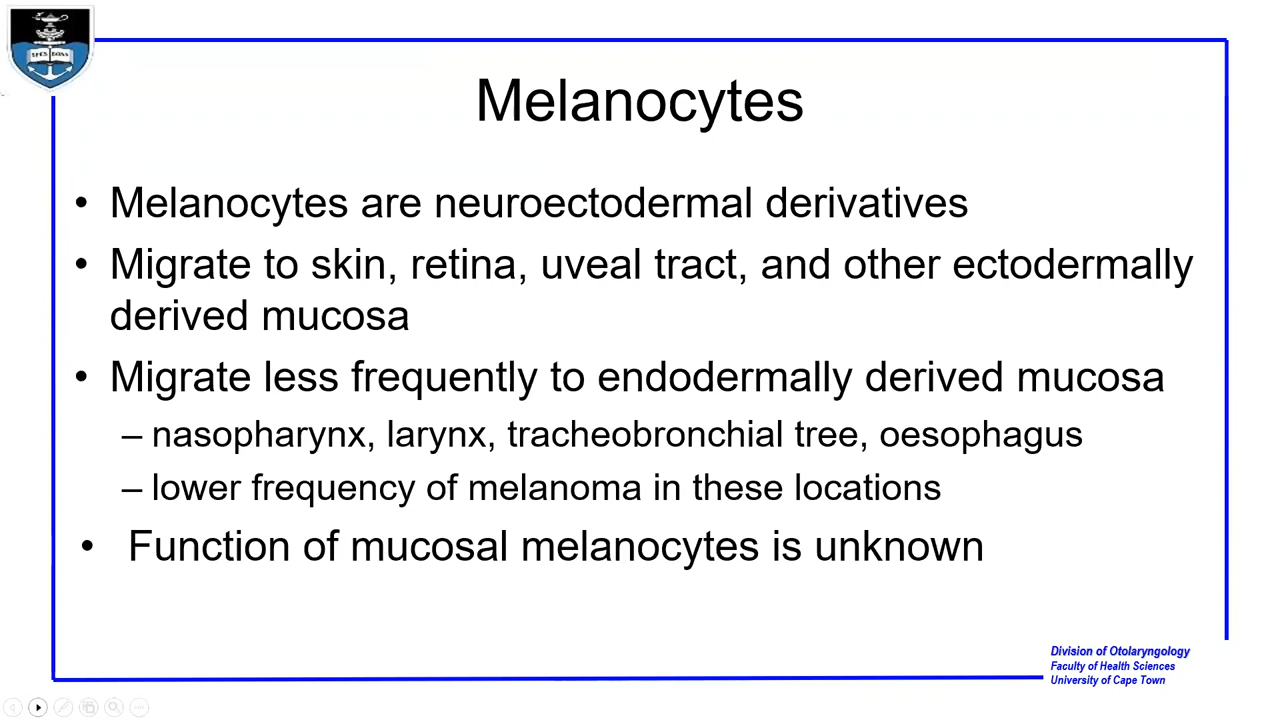 SPES BONA
Melanocytes
• Melanocytes are neuroectodermal derivatives
• Migrate to skin, retina, uveal tract, and other ectodermally
derived mucosa
• Migrate less frequently to endodermally derived mucosa
– nasopharynx, larynx, tracheobronchial tree, oesophagus
– lower frequency of melanoma in these locations
• Function of mucosal melanocytes is unknown
Division of Otolaryngology
Faculty of Health Sciences
University of Cape Town